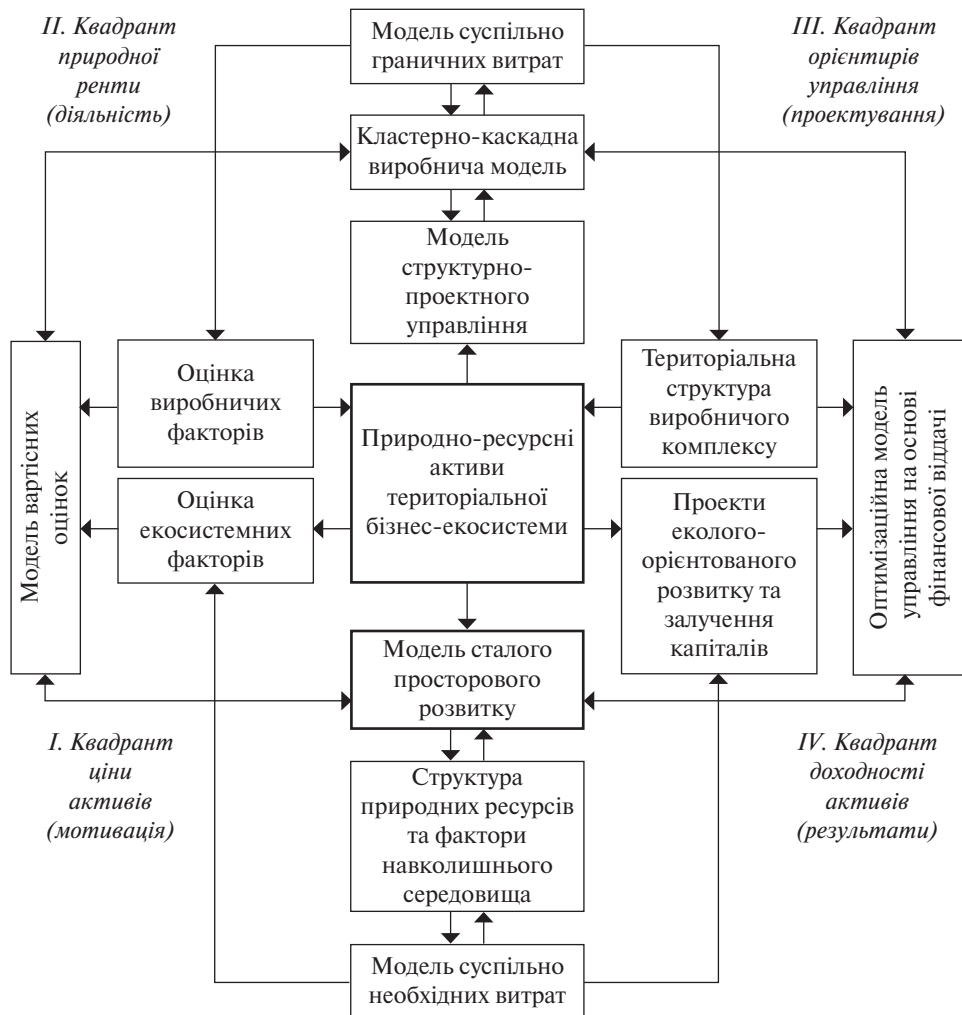 II. Квадрант
природної
ренти
(діяльність)
Модель суспільно
граничних витрат
III. Квадрант
орієнтирів
управління
(проектування)
Кластерно-каскадна
виробнича модель
Модель
структурно-
проектного
управління
Модель вартісних
оцінок
Оцінка
виробничих
факторів
Оцінка
екосистемних
факторів
Природно-ресурсні
активи
територіальної
бізнес-екосистеми
Територіальна
структура
виробничого
комплексу
Проекти
еколого-
орієнтованого
розвитку та
залучення
капіталів
Оптимізаційна модель
управління на основі
фінансової віддачі
Модель сталого
просторового
розвитку
I. Квадрант
ціни
активів
(мотивація)
Структура
природних ресурсів
та фактори
навколишнього
середовища
IV. Квадрант
доходності
активів
(результати)
Модель суспільно
необхідних витрат